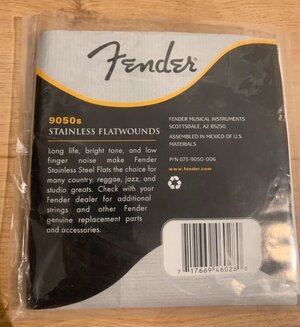 Fender
9050s
STAINLESS FLATWOUNDS
Long life, bright tone, and low
finger noise make Fender
Stainless Steel Flats the choice for
many country reggae, jazz, and
studio greats. Check with your
Fender dealer for additional
strings and other Fender
genuine replacement parts
and accessories.
FENDER MUSICAL INSTRUMENTS
SCOTTSDALE, AZ 85250
ASSEMBLED IN MEXICO OF U.S.
MATERIALS
P/N 073-9050-006
www.fender.com
7 17669 46028